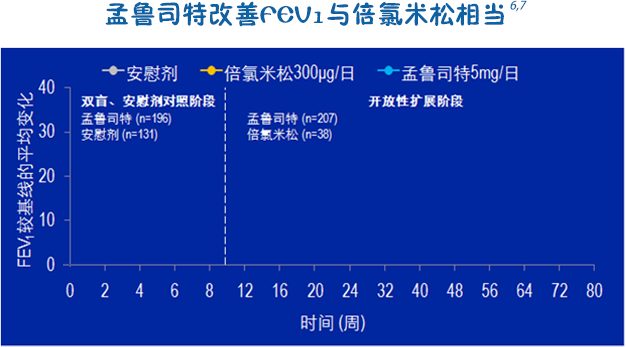 孟鲁司特改善FEV₁与倍氯米松相当 6,7
安慰剂 倍氯米松300μg/日 孟鲁司特5mg/日
双盲、安慰剂对照阶段 开放性扩展阶段
孟鲁司特 (n=196) 孟鲁司特 (n=207)
安慰剂 (n=131) 倍氯米松 (n=38)
FEV₁较基线的平均变化
40
30
20
10
0
0 2 4 6 8 12 16 20 24 32 40 48 56 64 72 80
时间 (周)